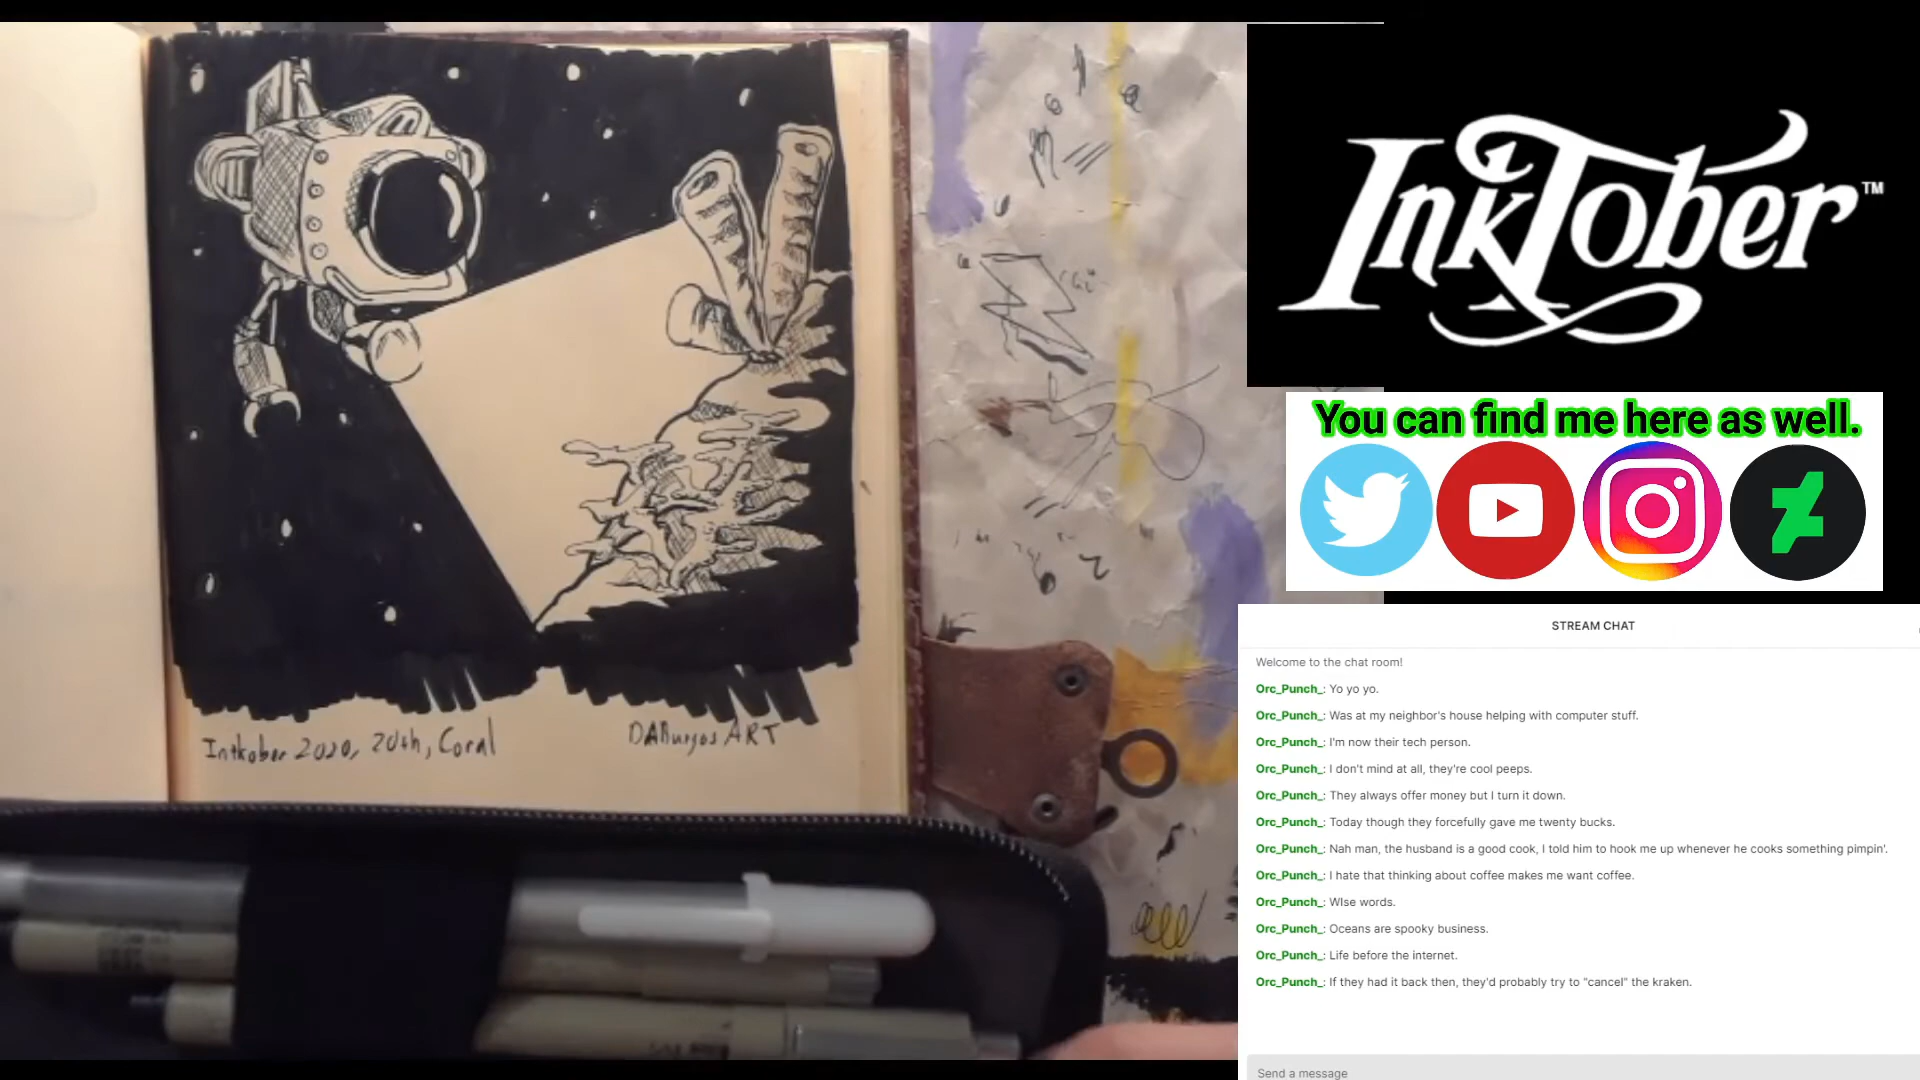 InkTober™
You can find me here as well.
STREAM CHAT
Welcome to the chat room!
Orc_Punch_: Yo yo yo.
Orc_Punch_: Was at my neighbor's house helping with computer stuff.
Orc_Punch_: I'm now their tech person.
Orc_Punch_: I don't mind at all, they're cool peeps.
Orc_Punch_: They always offer money but I turn it down.
Orc_Punch_: Today though they forcefully gave me twenty bucks.
Orc_Punch_: Nah man, the husband is a good cook, I told him to hook me up whenever he cooks something pimpin'.
Orc_Punch_: I hate that thinking about coffee makes me want coffee.
Orc_Punch_: WIse words.
Orc_Punch_: Oceans are spooky business.
Orc_Punch_: Life before the internet.
Orc_Punch_: If they had it back then, they'd probably try to "cancel" the kraken.
Send a message
Intkober 2020, 20th, Coral
DABurgos ART